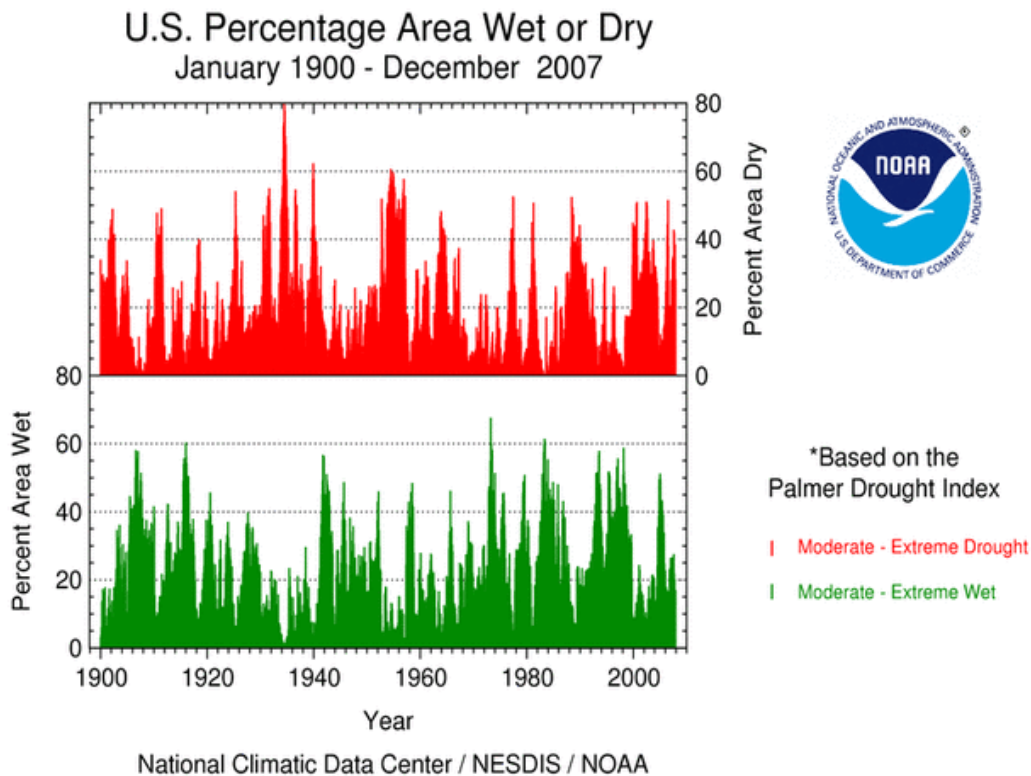 U.S. Percentage Area Wet or Dry
January 1900 - December 2007
80
60
40
20
0
Percent Area Dry
80
60
40
20
0
Percent Area Wet
1900 1920 1940 1960 1980 2000
Year
National Climatic Data Center / NESDIS / NOAA
NATIONAL OCEANIC AND ATMOSPHERIC ADMINISTRATION
NOAA
U.S. DEPARTMENT OF COMMERCE
®
*Based on the
Palmer Drought Index
Moderate - Extreme Drought
Moderate - Extreme Wet